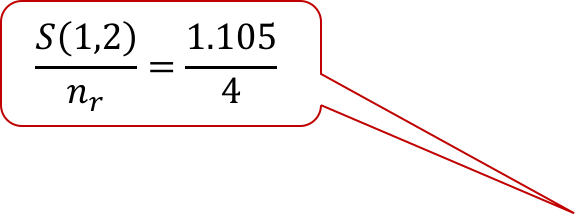 S(1,2)/n_r = 1.105/4